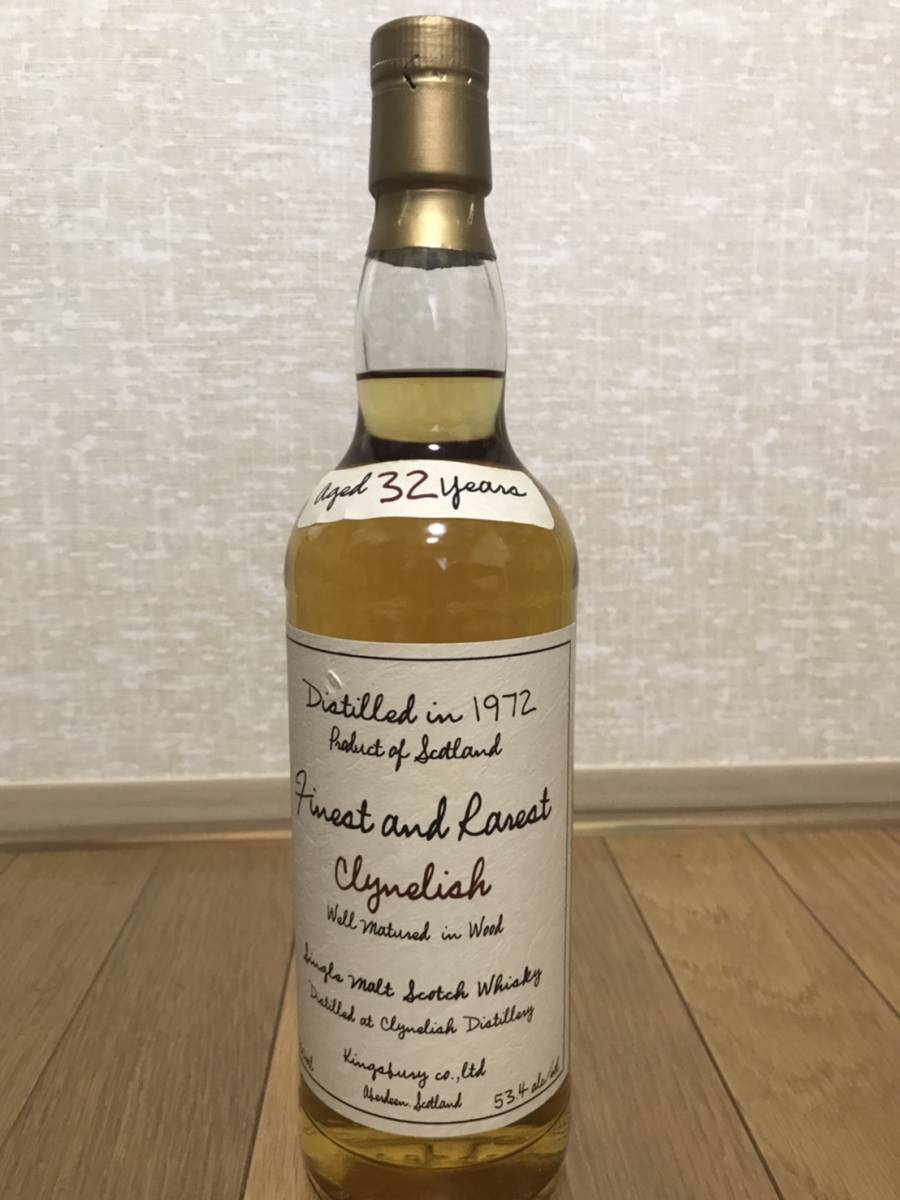 Aged 32 Years
Distilled in 1972
Product of Scotland
Finest and Rarest
Clynelish
Well Matured in Wood
Single Malt Scotch Whisky
Distilled at Clynelish Distillery
Kingsbury co.,ltd
Aberdeen. Scotland
53.4 alc/vol